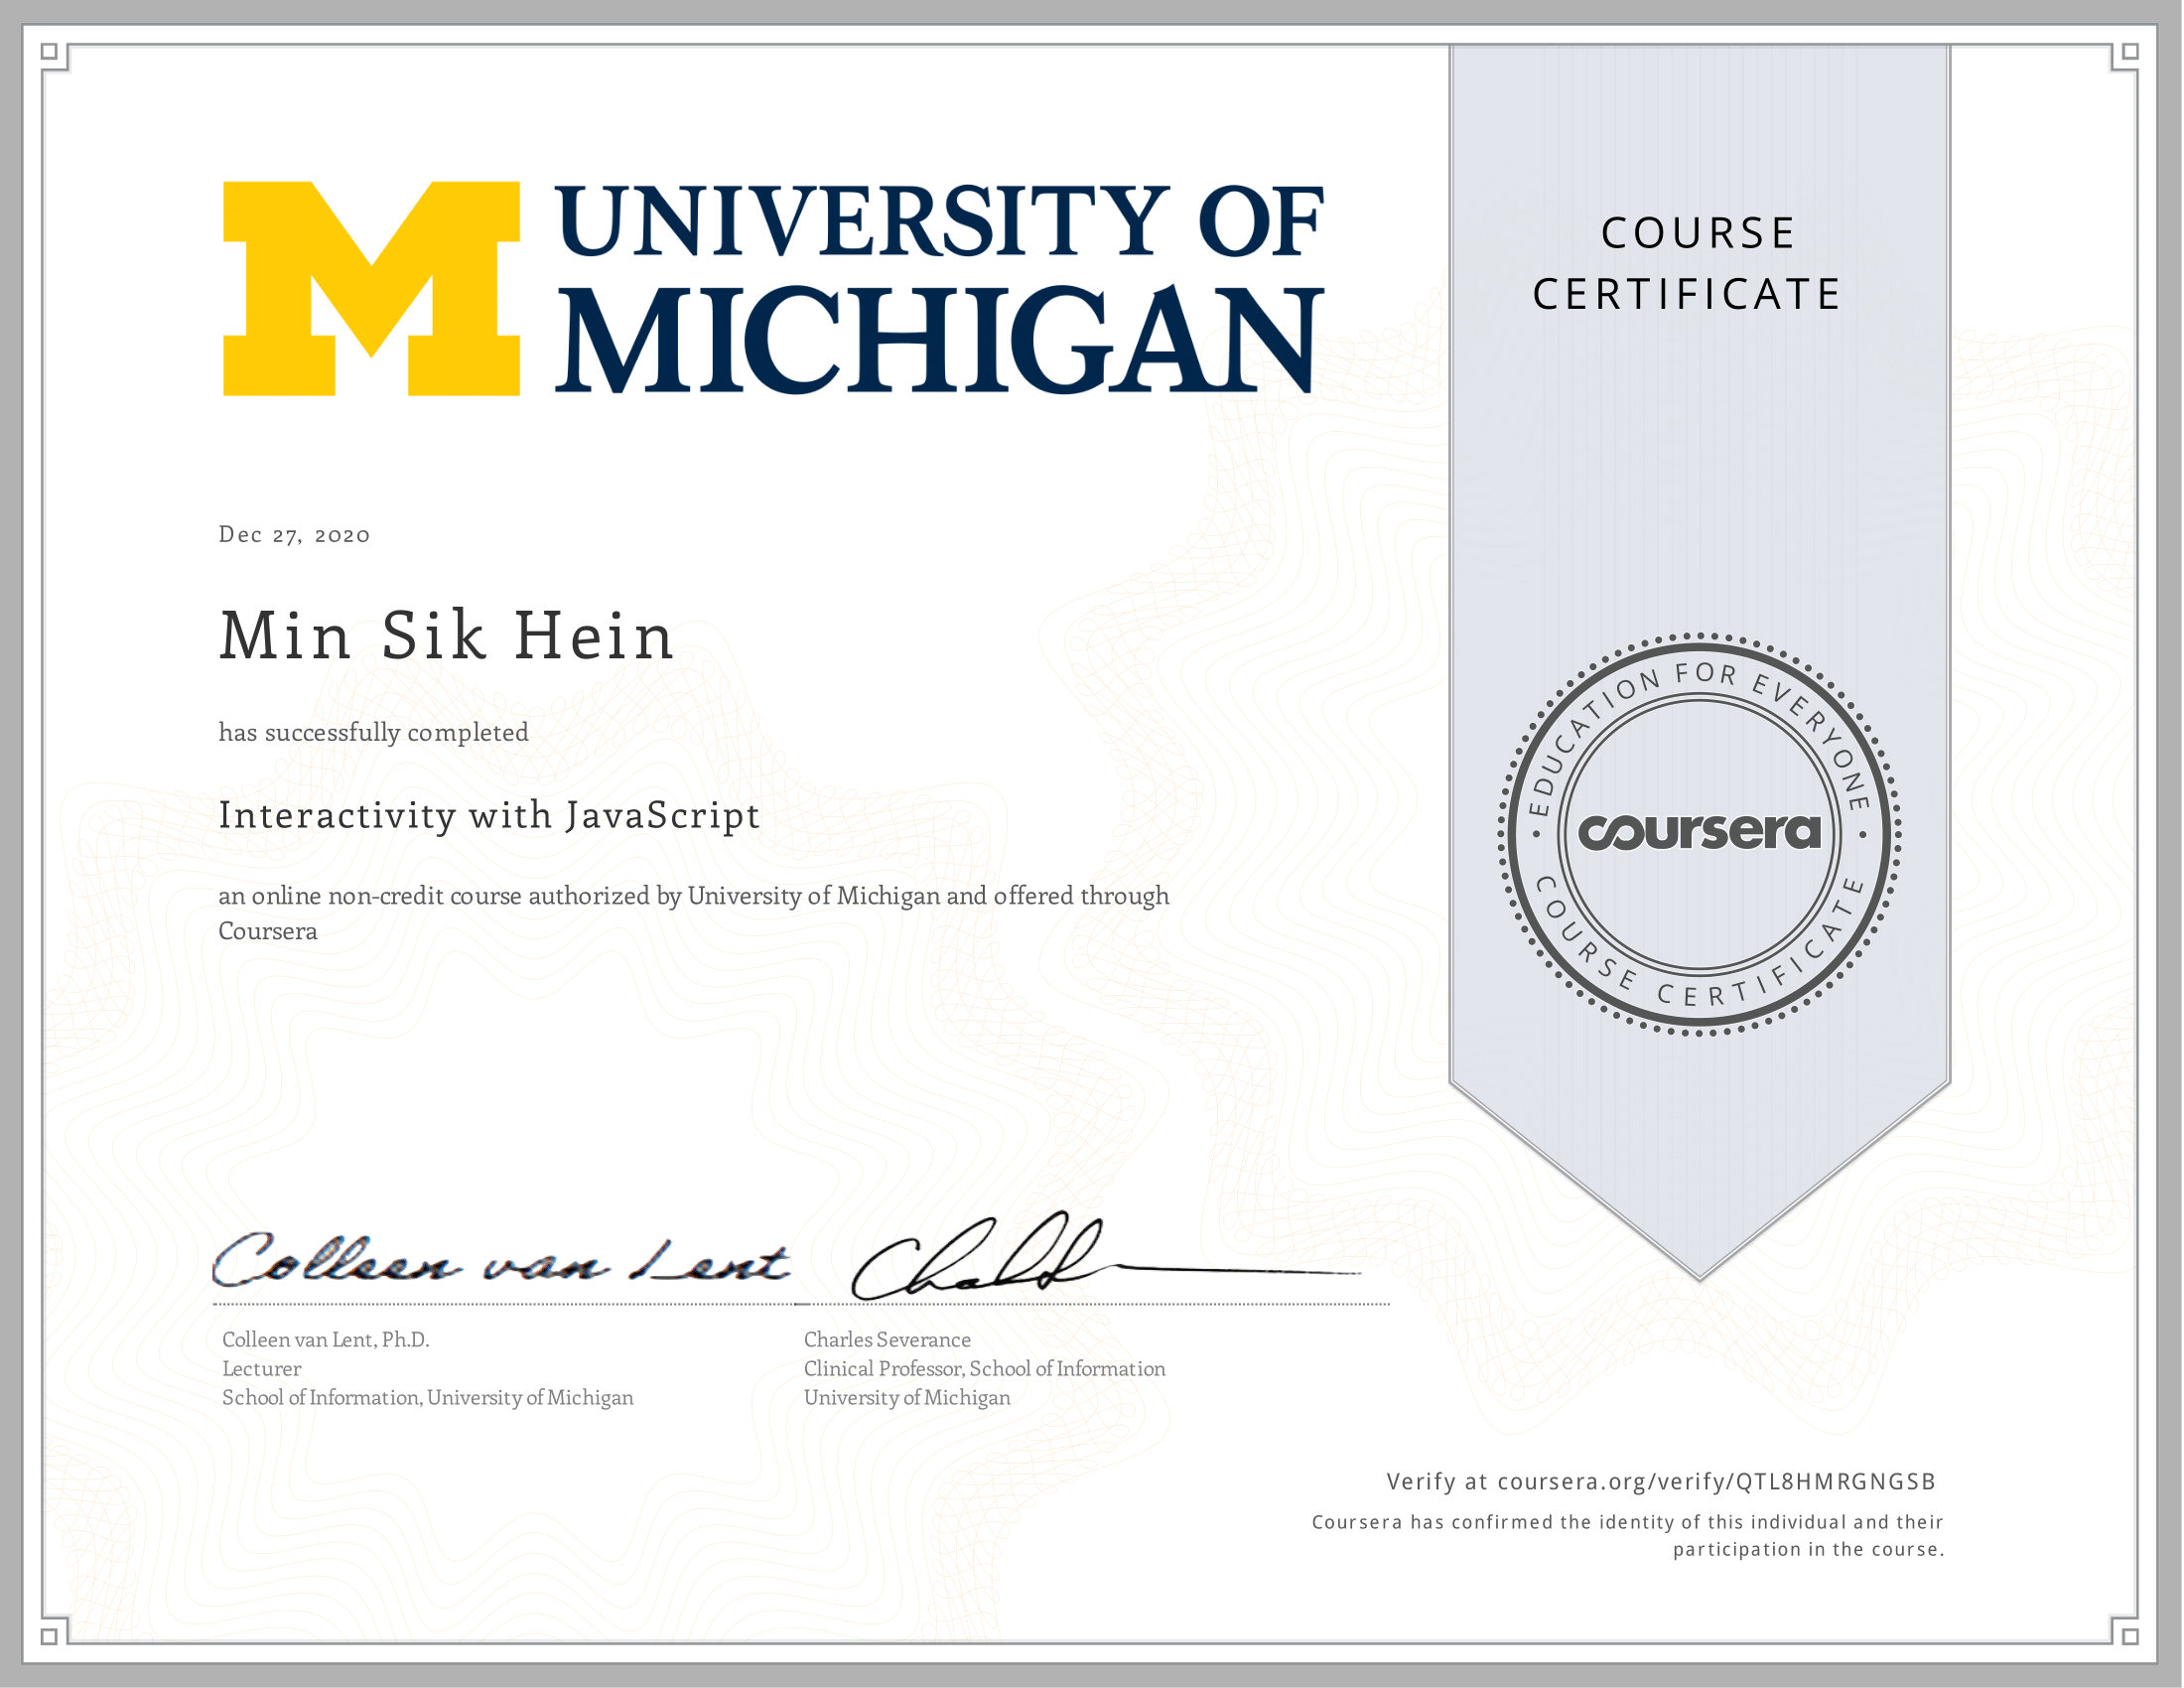 UNIVERSITY OF
MICHIGAN
COURSE
CERTIFICATE
Dec 27, 2020
Min Sik Hein
has successfully completed
Interactivity with JavaScript
an online non-credit course authorized by University of Michigan and offered through
Coursera
• EDUCATION FOR EVERYONE •
coursera
COURSE CERTIFICATE
Colleen van Lent
Colleen van Lent, Ph.D.
Lecturer
School of Information, University of Michigan
Charles Severance
Clinical Professor, School of Information
University of Michigan
Verify at coursera.org/verify/QTL8HMRGNGSB
Coursera has confirmed the identity of this individual and their
participation in the course.